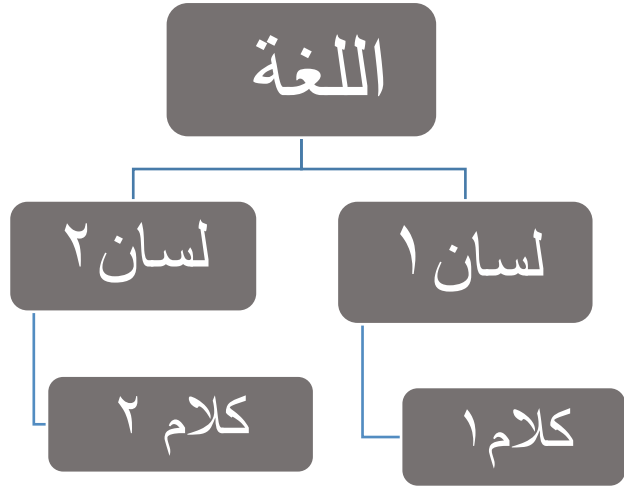 اللغة
لسان١
لسان٢
كلام١
كلام ٢